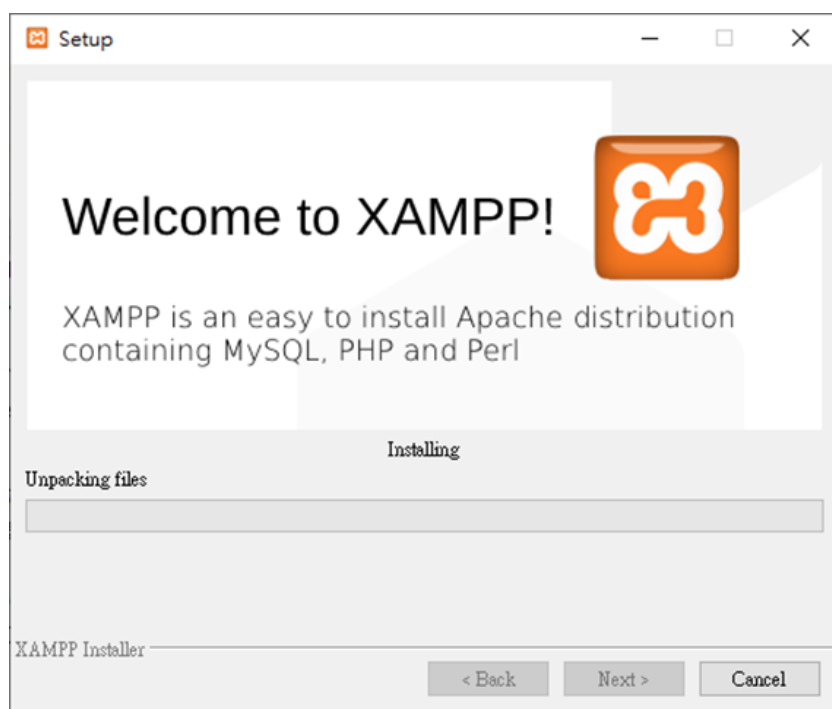 Setup
Welcome to XAMPP!
XAMPP is an easy to install Apache distribution
containing MySQL, PHP and Perl
Installing
Unpacking files
XAMPP Installer
< Back
Next >
Cancel